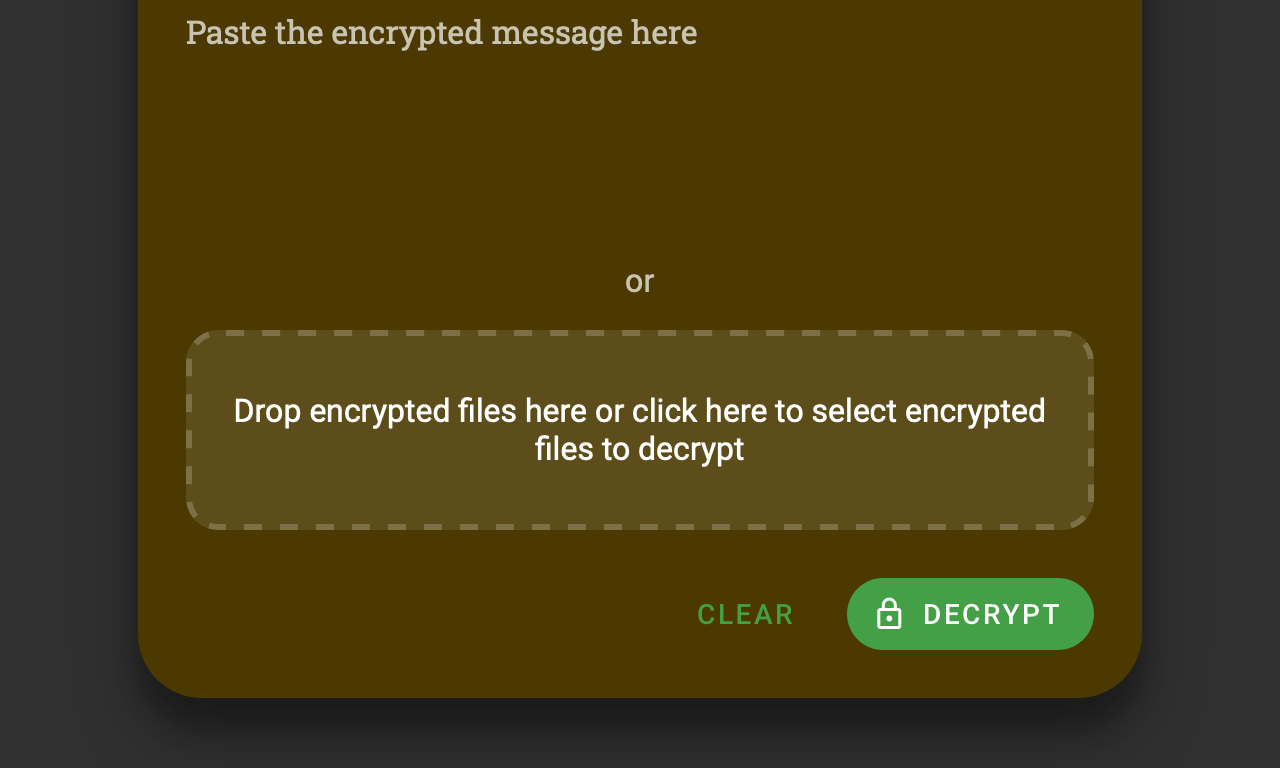 Paste the encrypted message here
or
Drop encrypted files here or click here to select encrypted
files to decrypt
CLEAR
DECRYPT